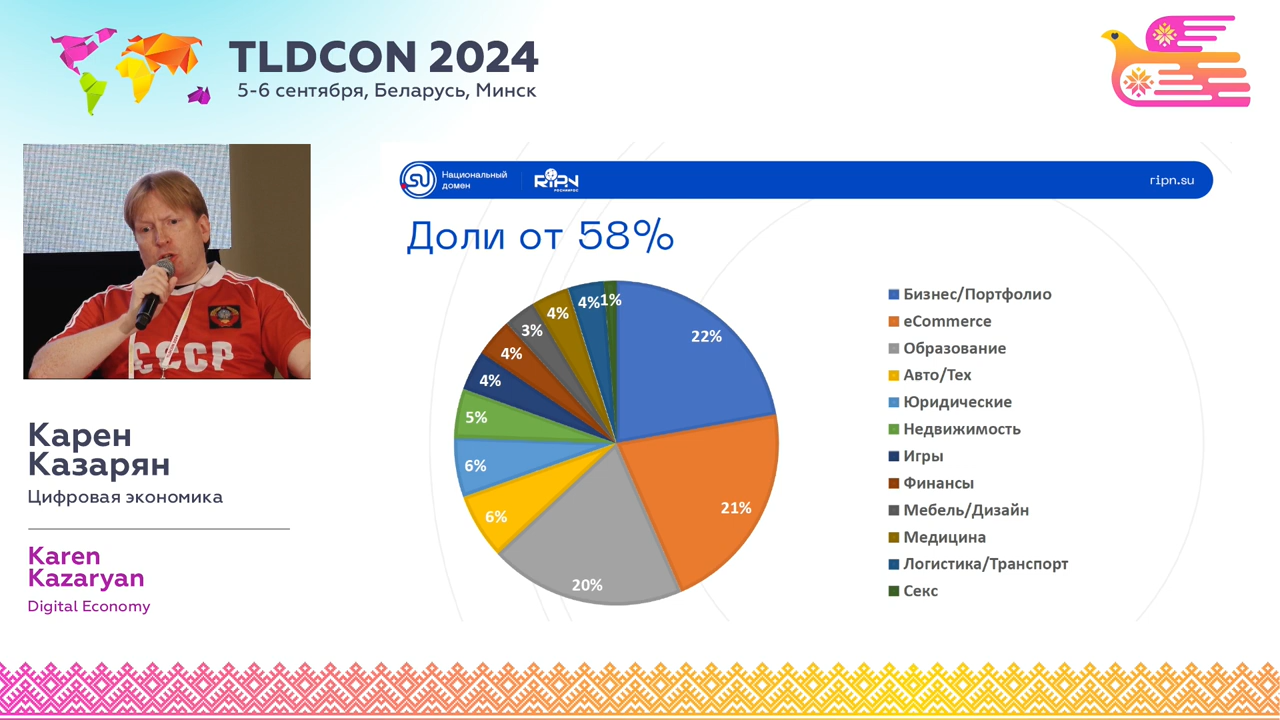 TLDCON 2024
5-6 сентября, Беларусь, Минск
СССР
Карен
Казарян
Цифровая экономика
Karen
Kazaryan
Digital Economy
SU
Национальный
домен
RIPN
РОСНИИРОС
ripn.su
Доли от 58%
22%
21%
20%
6%
6%
5%
4%
4%
3%
4%
4%
1%
Бизнес/Портфолио
eCommerce
Образование
Авто/Тех
Юридические
Недвижимость
Игры
Финансы
Мебель/Дизайн
Медицина
Логистика/Транспорт
Секс